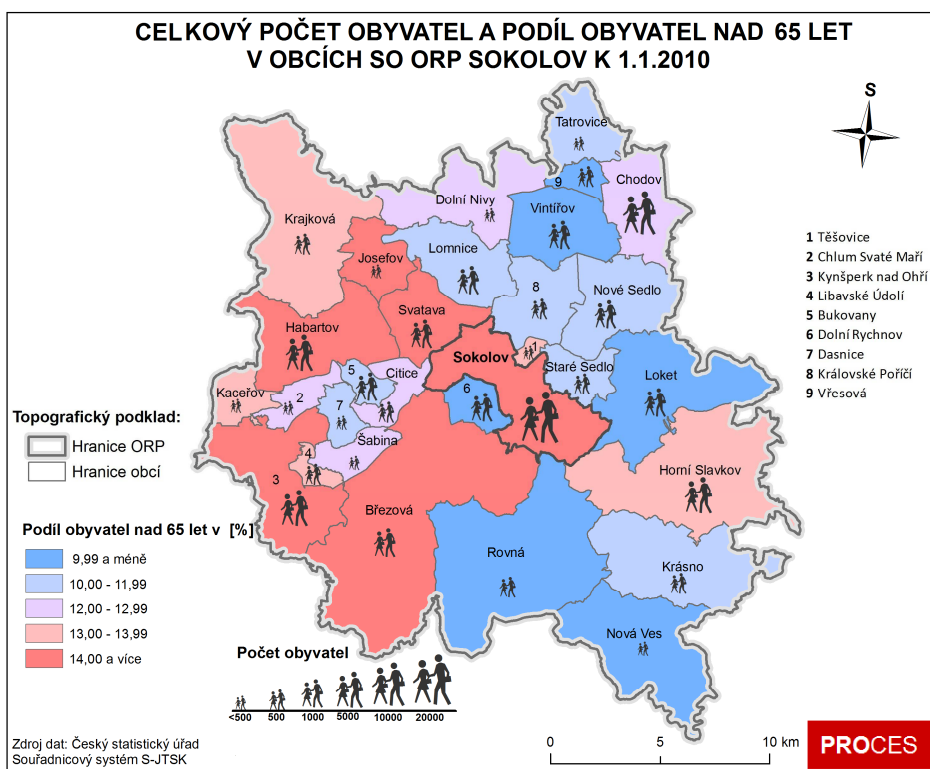 CELKOVÝ POČET OBYVATEL A PODÍL OBYVATEL NAD 65 LET
V OBCÍCH SO ORP SOKOLOV K 1.1.2010
S
Tatrovice
9
Chodov
Dolní Nivy
Vintířov
Krajková
Lomnice
Josefov
8
Nové Sedlo
Svatava
Habartov
1
Sokolov
Staré Sedlo
Loket
5
Citice
6
Kaceřov
2
7
Šabina
4
3
Horní Slavkov
Březová
Rovná
Krásno
Nová Ves
1 Těšovice
2 Chlum Svaté Maří
3 Kynšperk nad Ohří
4 Libavské Údolí
5 Bukovany
6 Dolní Rychnov
7 Dasnice
8 Královské Poříčí
9 Vřesová
Topografický podklad:
Hranice ORP
Hranice obcí
Podíl obyvatel nad 65 let v [%]
9,99 a méně
10,00 - 11,99
12,00 - 12,99
13,00 - 13,99
14,00 a více
Počet obyvatel
<500 500 1000 5000 10000 20000
Zdroj dat: Český statistický úřad
Souřadnicový systém S-JTSK
0 5 10 km
PROCES